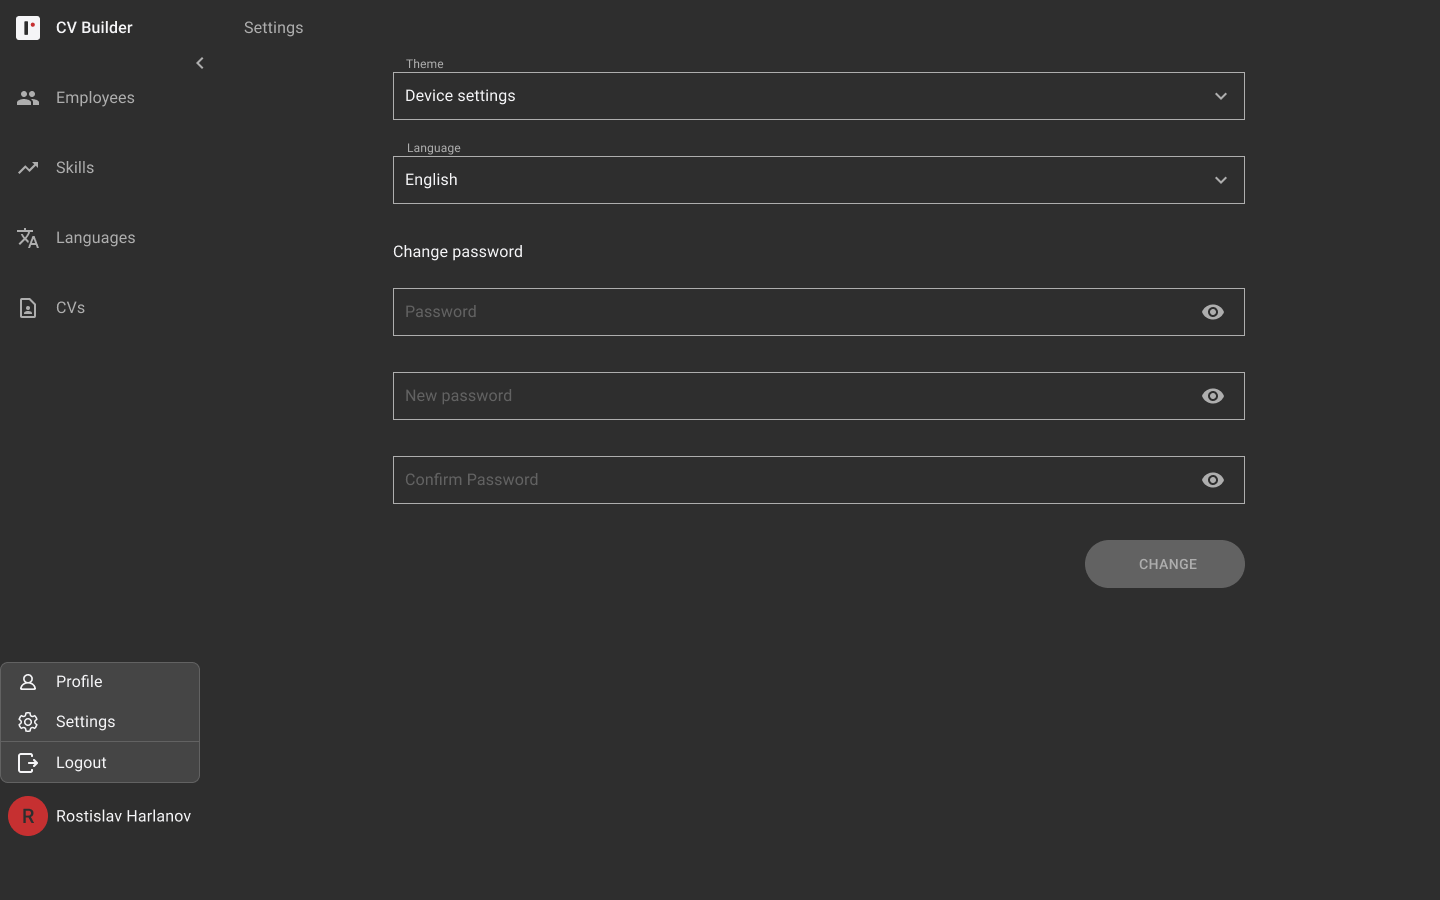 CV Builder
Employees
Skills
Languages
CVs
Profile
Settings
Logout
R
Rostislav Harlanov
Settings
Theme
Device settings
Language
English
Change password
Password
New password
Confirm Password
CHANGE